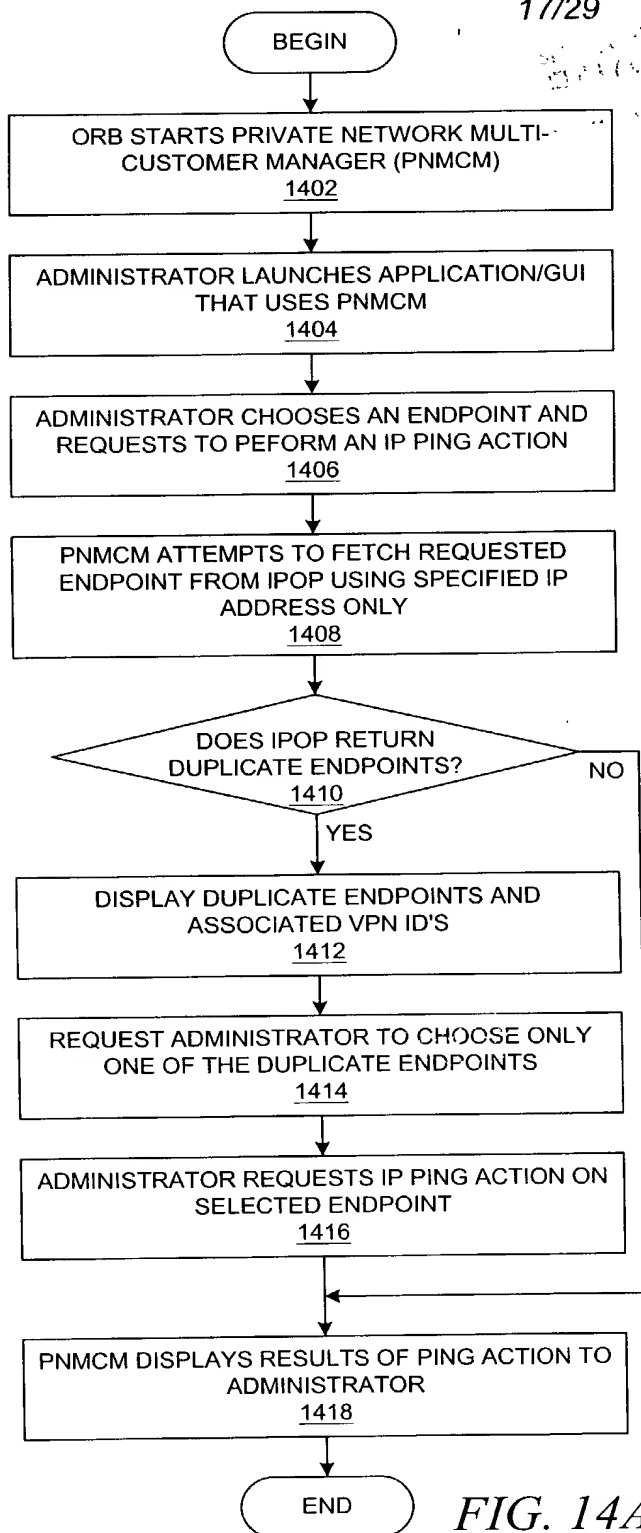 17/29
BEGIN
ORB STARTS PRIVATE NETWORK MULTI-
CUSTOMER MANAGER (PNMCM)
1402
ADMINISTRATOR LAUNCHES APPLICATION/GUI
THAT USES PNMCM
1404
ADMINISTRATOR CHOOSES AN ENDPOINT AND
REQUESTS TO PEFORM AN IP PING ACTION
1406
PNMCM ATTEMPTS TO FETCH REQUESTED
ENDPOINT FROM IPOP USING SPECIFIED IP
ADDRESS ONLY
1408
DOES IPOP RETURN
DUPLICATE ENDPOINTS?
1410
NO
YES
DISPLAY DUPLICATE ENDPOINTS AND
ASSOCIATED VPN ID'S
1412
REQUEST ADMINISTRATOR TO CHOOSE ONLY
ONE OF THE DUPLICATE ENDPOINTS
1414
ADMINISTRATOR REQUESTS IP PING ACTION ON
SELECTED ENDPOINT
1416
PNMCM DISPLAYS RESULTS OF PING ACTION TO
ADMINISTRATOR
1418
END
FIG. 14A